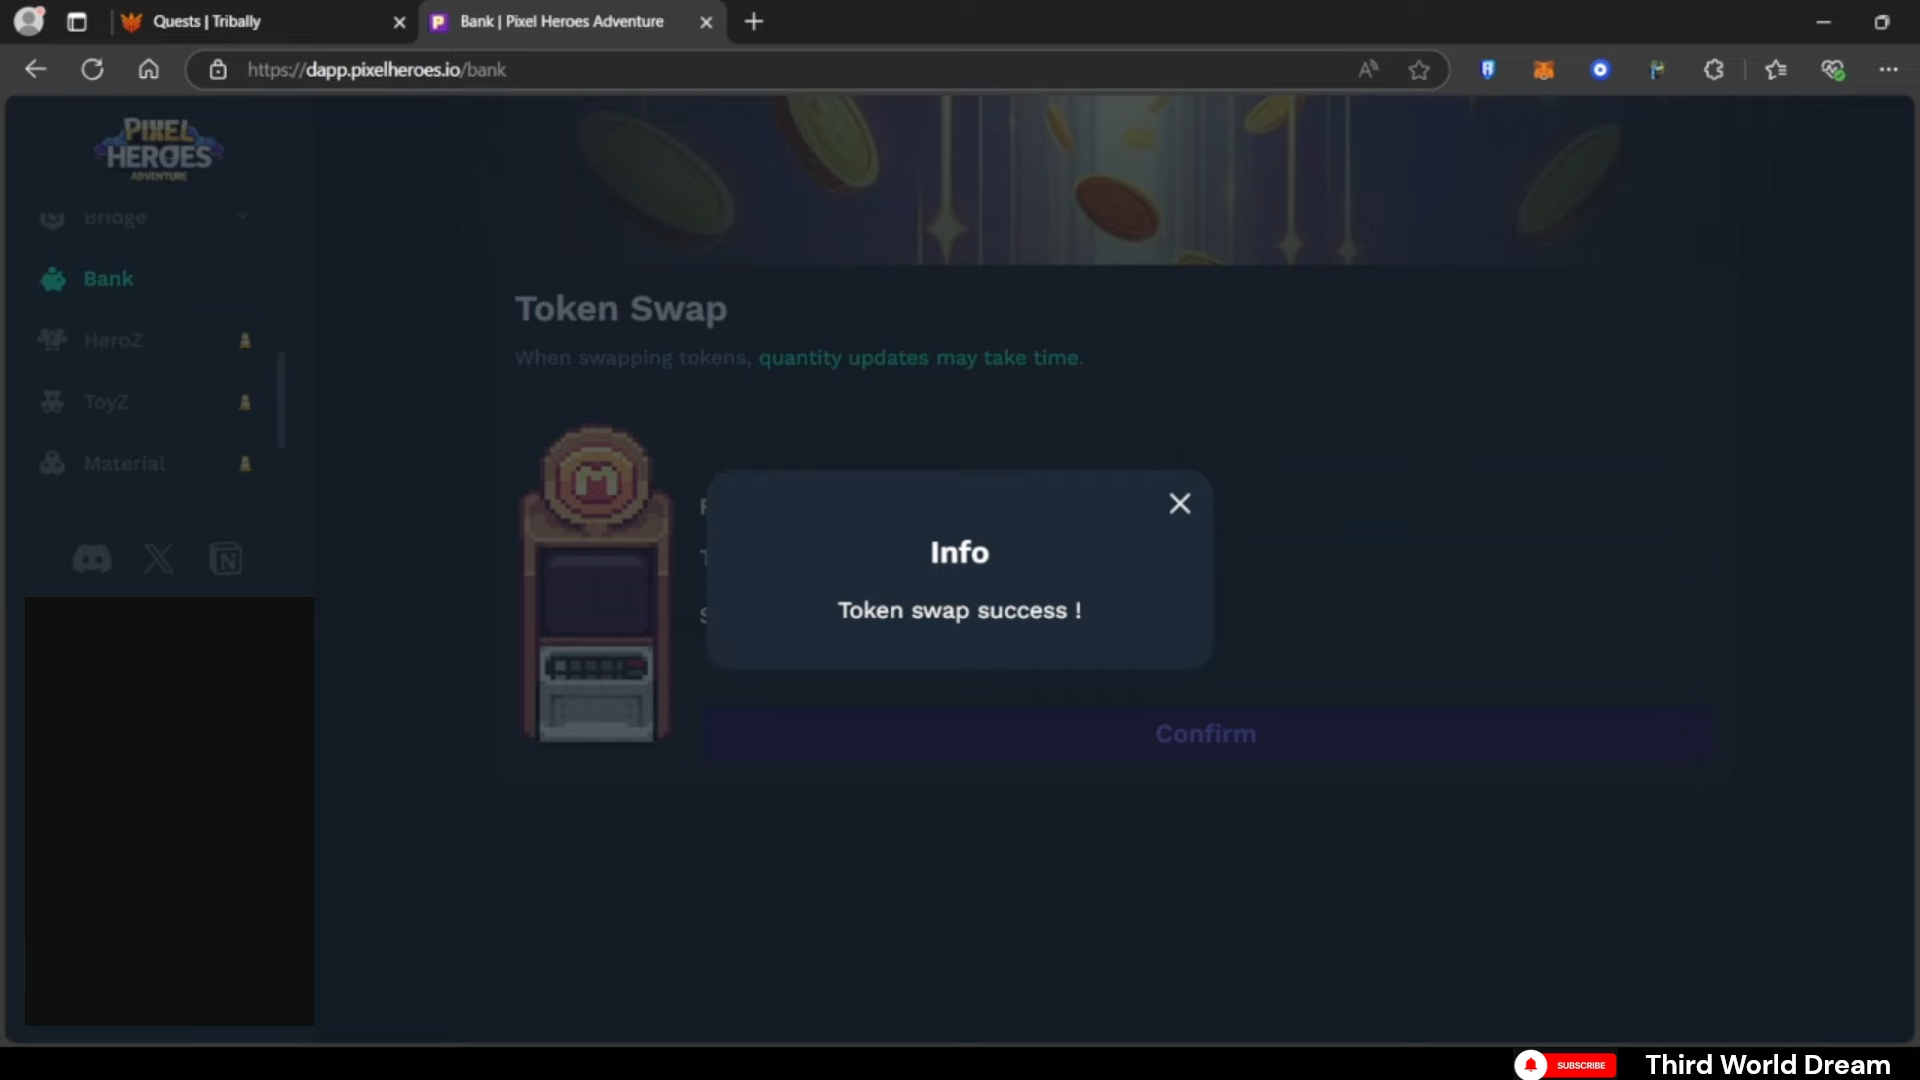 Quests | Tribally
Bank | Pixel Heroes Adventure
https://dapp.pixelheroes.io/bank
PIXEL
HEROES
ADVENTURE
Bridge
Bank
HeroZ
ToyZ
Material
Token Swap
When swapping tokens, quantity updates may take time.
M
Info
Token swap success !
Confirm
SUBSCRIBE
Third World Dream